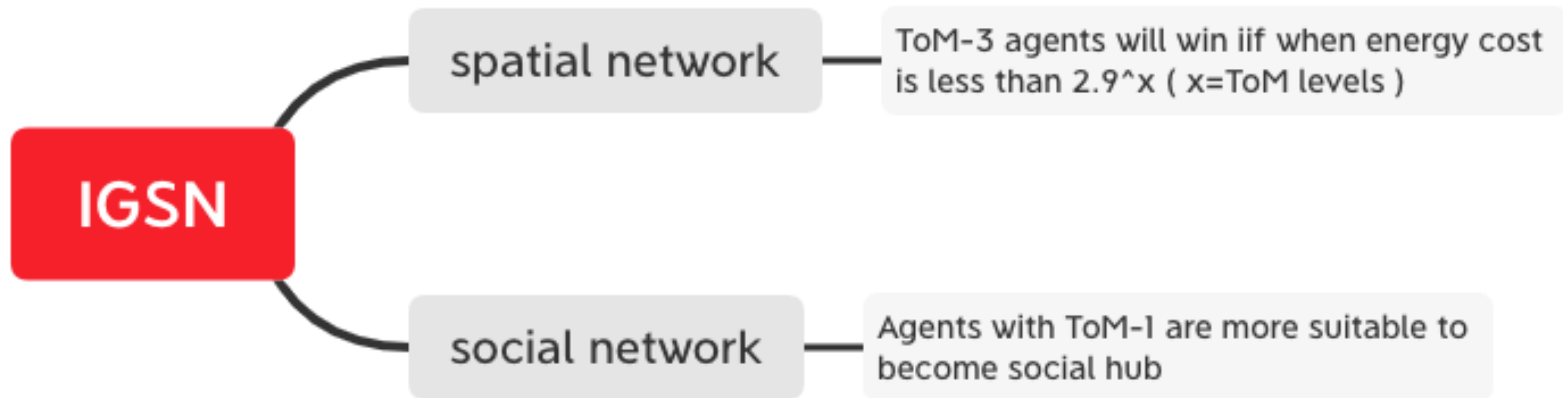 IGSN
spatial network
ToM-3 agents will win iif when energy cost
is less than 2.9^x ( x=ToM levels )
social network
Agents with ToM-1 are more suitable to
become social hub